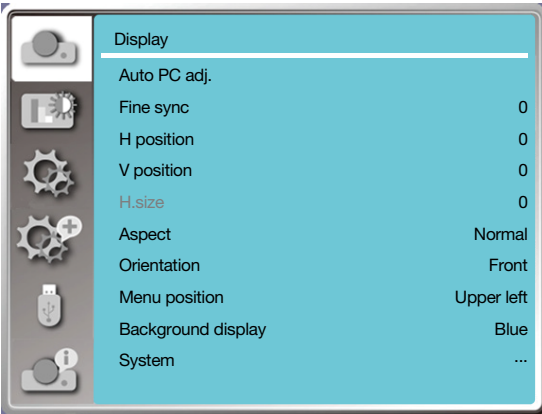 Display
Auto PC adj.
Fine sync 0
H position 0
V position 0
H.size 0
Aspect Normal
Orientation Front
Menu position Upper left
Background display Blue
System ...